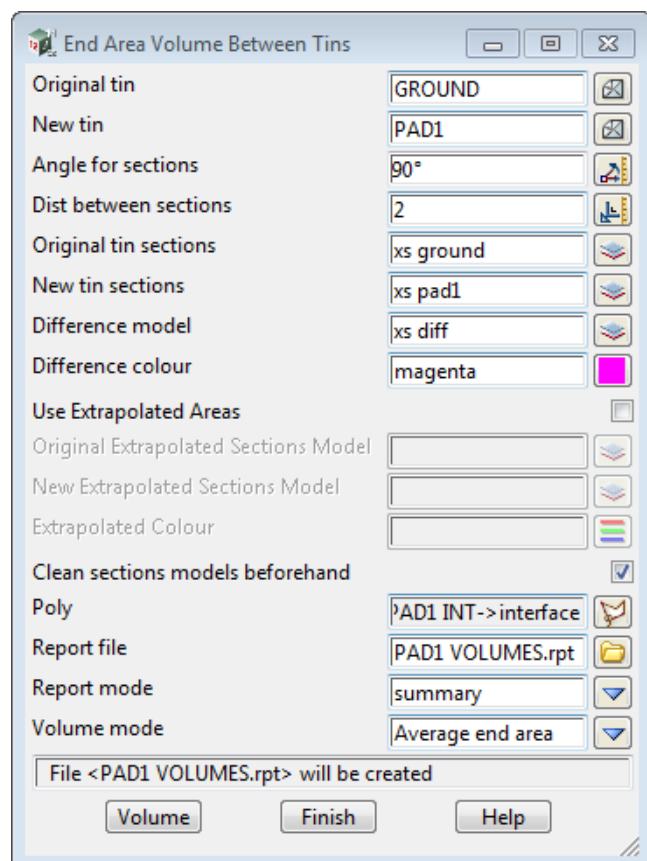 End Area Volume Between Tins
Original tin GROUND
New tin PAD1
Angle for sections 90°
Dist between sections 2
Original tin sections xs ground
New tin sections xs pad1
Difference model xs diff
Difference colour magenta
Use Extrapolated Areas
Original Extrapolated Sections Model
New Extrapolated Sections Model
Extrapolated Colour
Clean sections models beforehand
Poly PAD1 INT->interface
Report file PAD1 VOLUMES.rpt
Report mode summary
Volume mode Average end area
File <PAD1 VOLUMES.rpt> will be created
Volume Finish Help